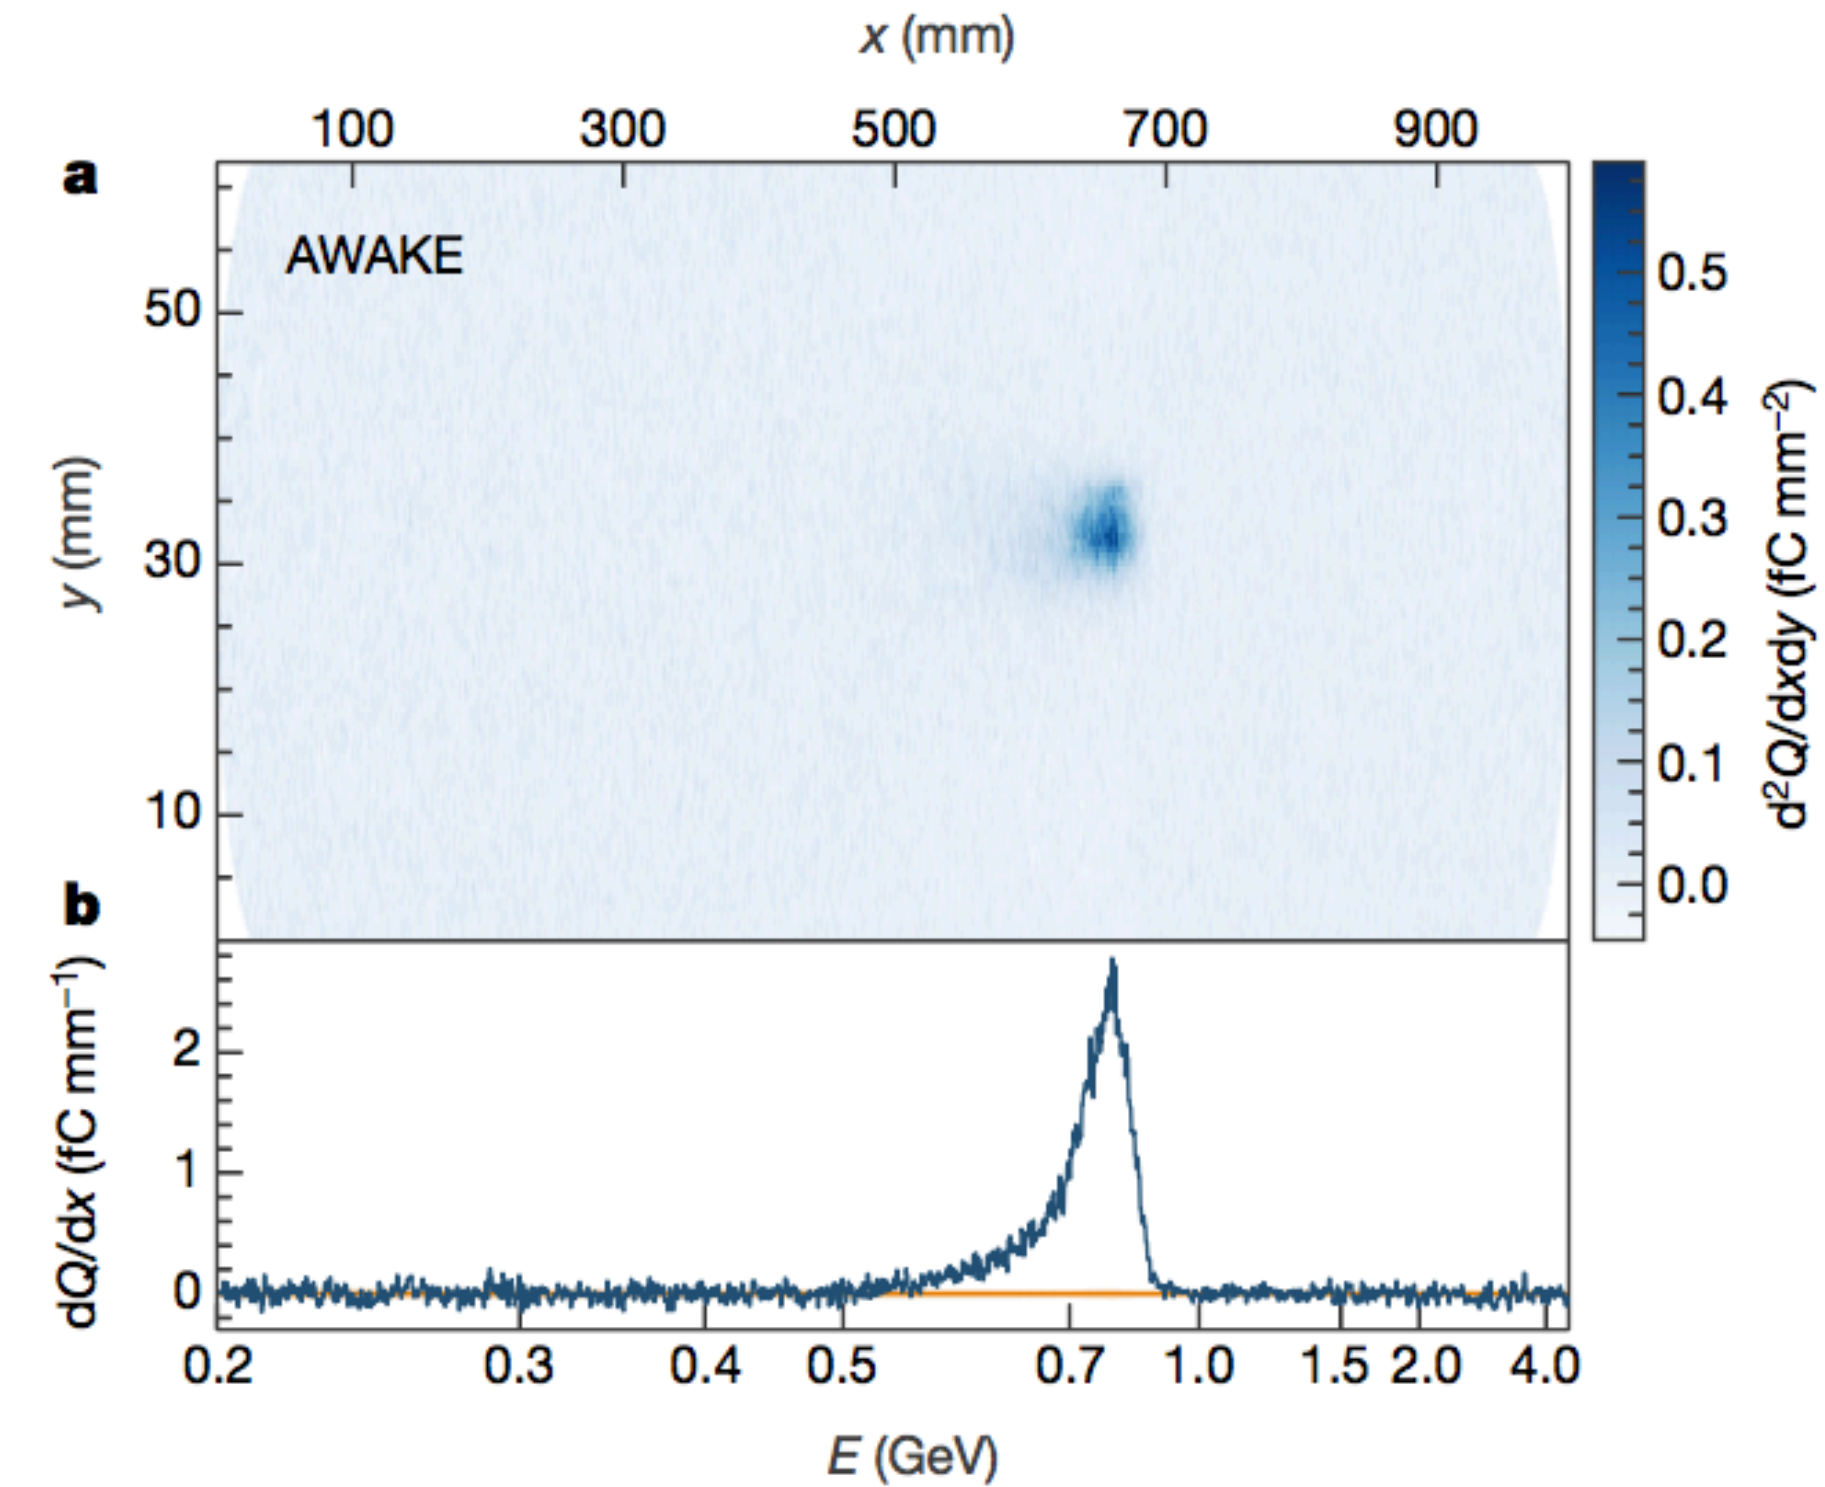 x (mm)
100 300 500 700 900
a
AWAKE
50
30
10
y (mm)
0.5
0.4
0.3
0.2
0.1
0.0
d²Q/dxdy (fC mm⁻²)
b
2
1
0
dQ/dx (fC mm⁻¹)
0.2 0.3 0.4 0.5 0.7 1.0 1.5 2.0 4.0
E (GeV)